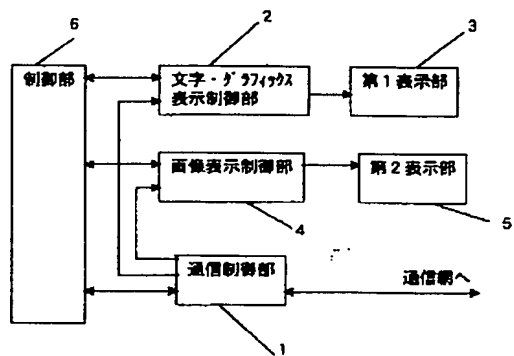 6
2
3
制御部
文字・グラフィックス
表示制御部
第1表示部
画像表示制御部
第2表示部
4
5
通信制御部
通信網へ
1